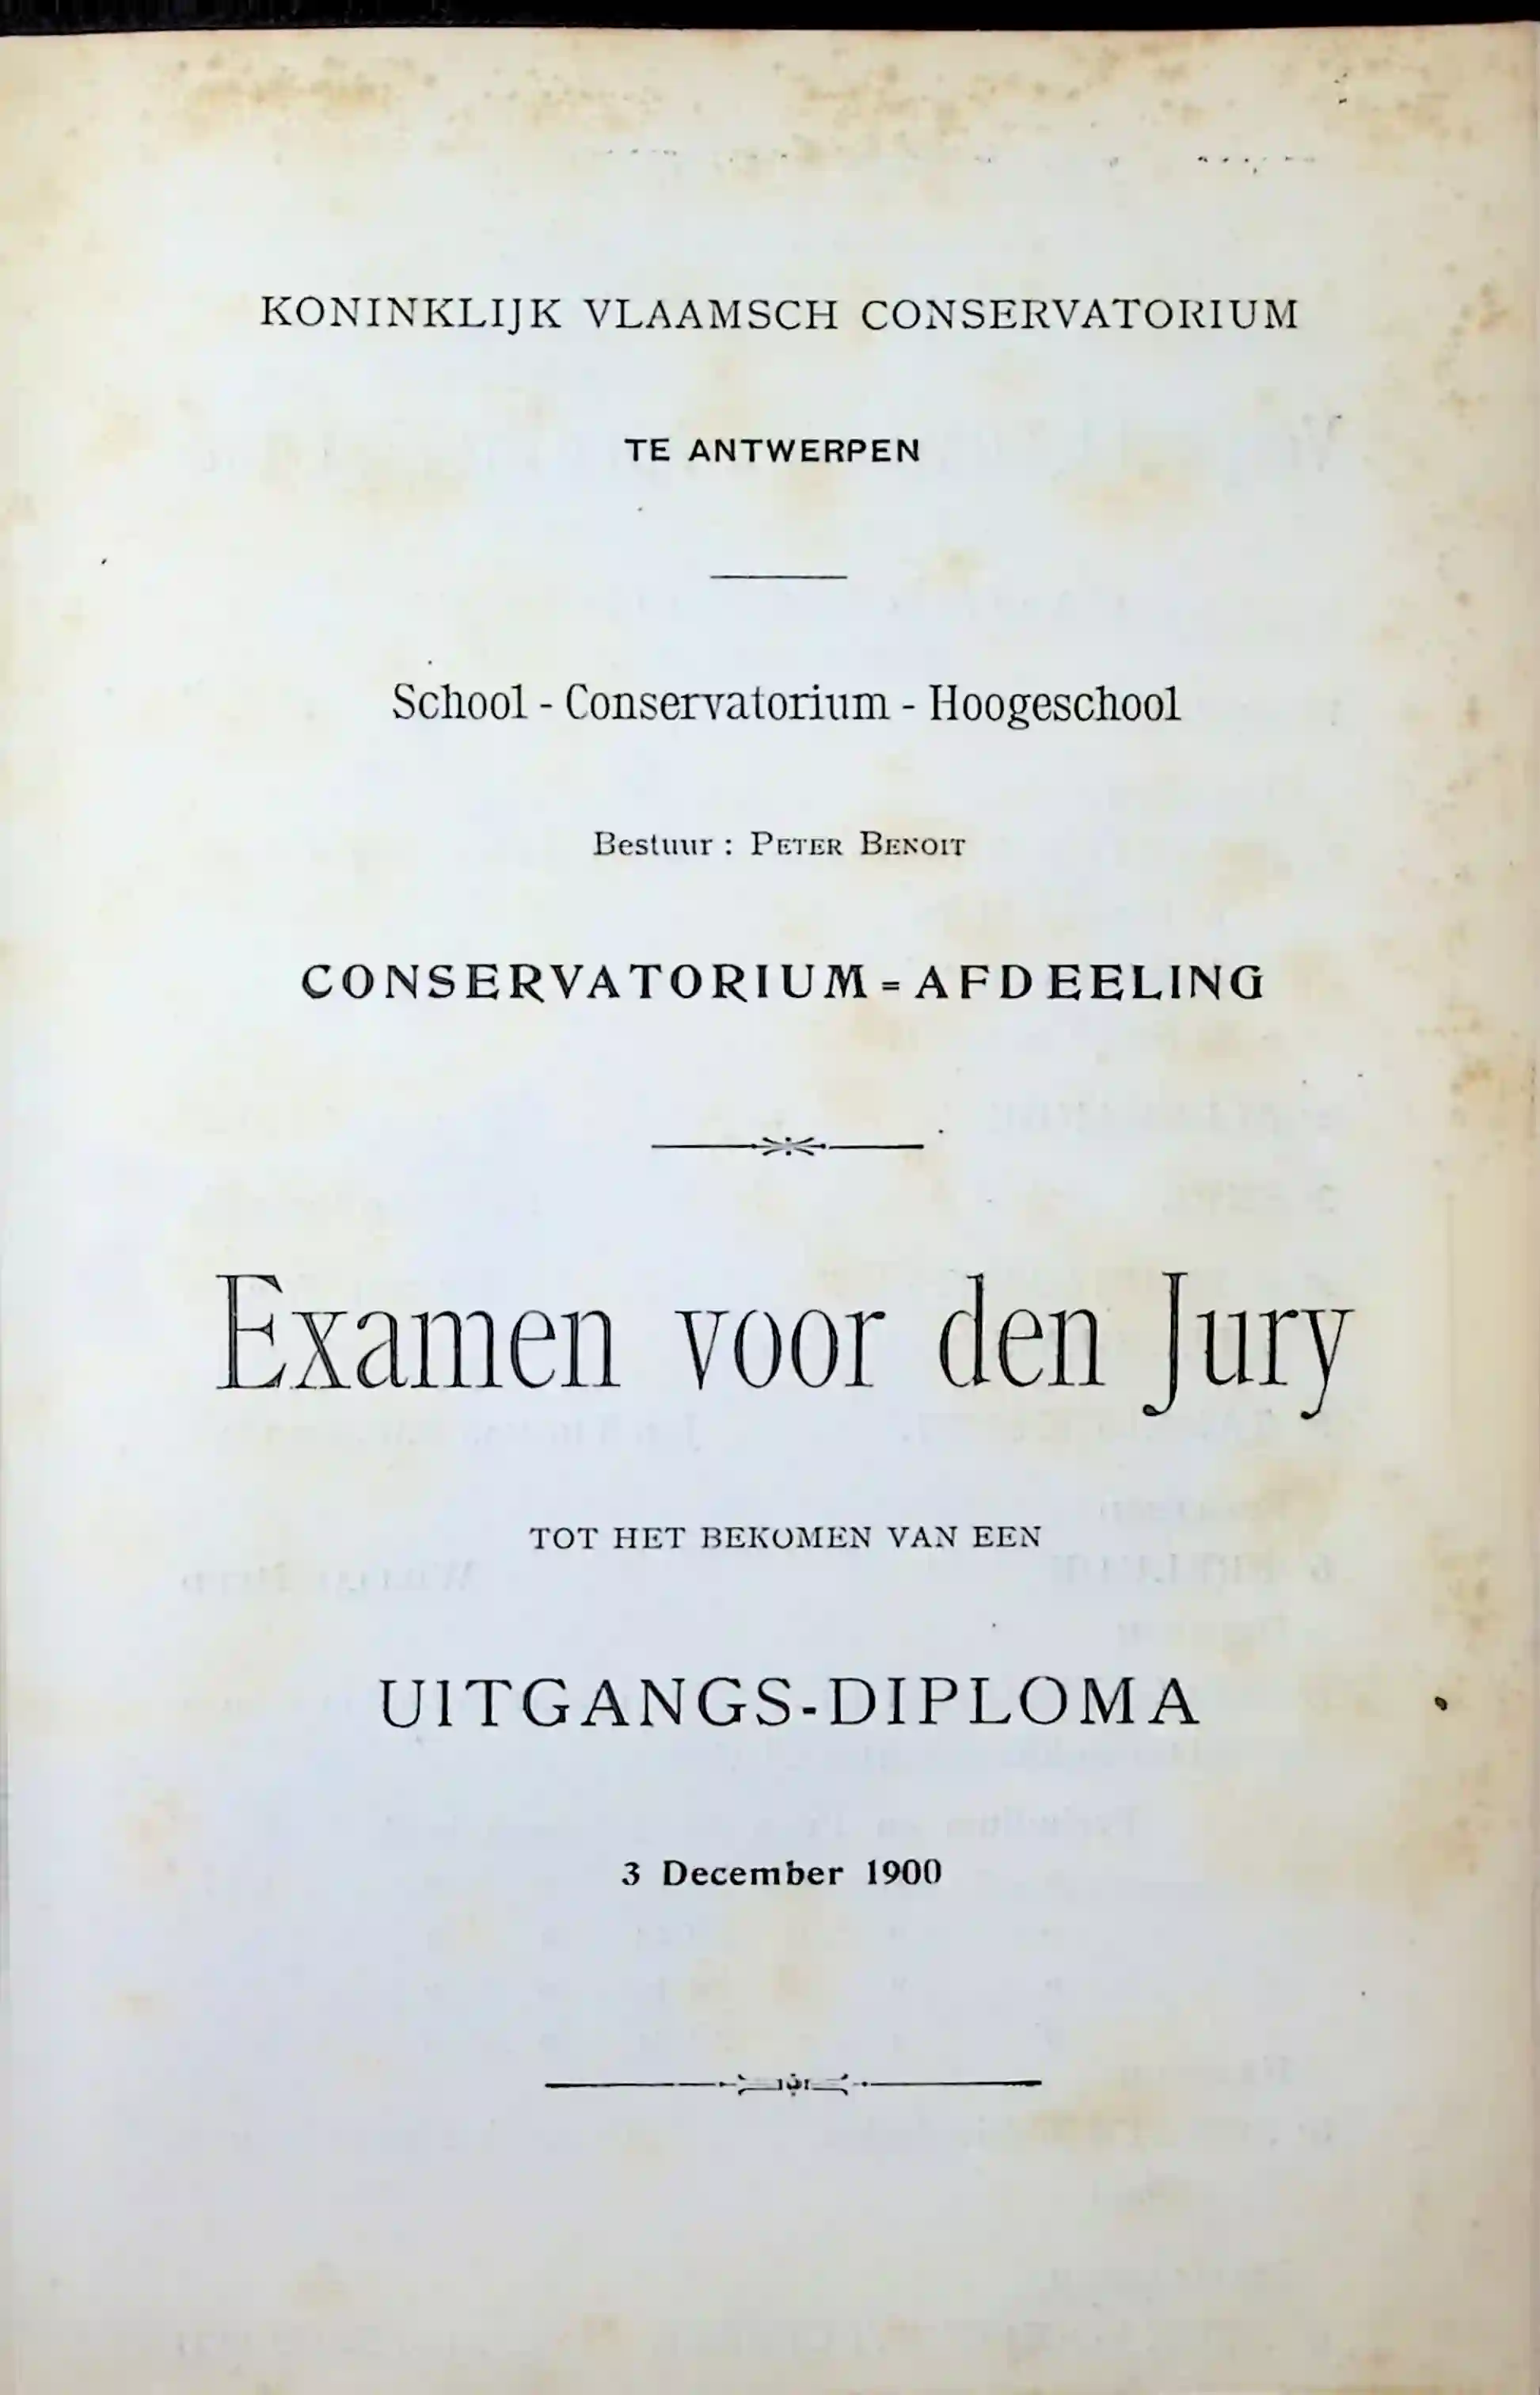 KONINKLIJK VLAAMSCH CONSERVATORIUM
TE ANTWERPEN
School - Conservatorium - Hoogeschool
Bestuur : PETER BENOIT
CONSERVATORIUM=AFDEELING
Examen voor den Jury
TOT HET BEKOMEN VAN EEN
UITGANGS-DIPLOMA
3 December 1900